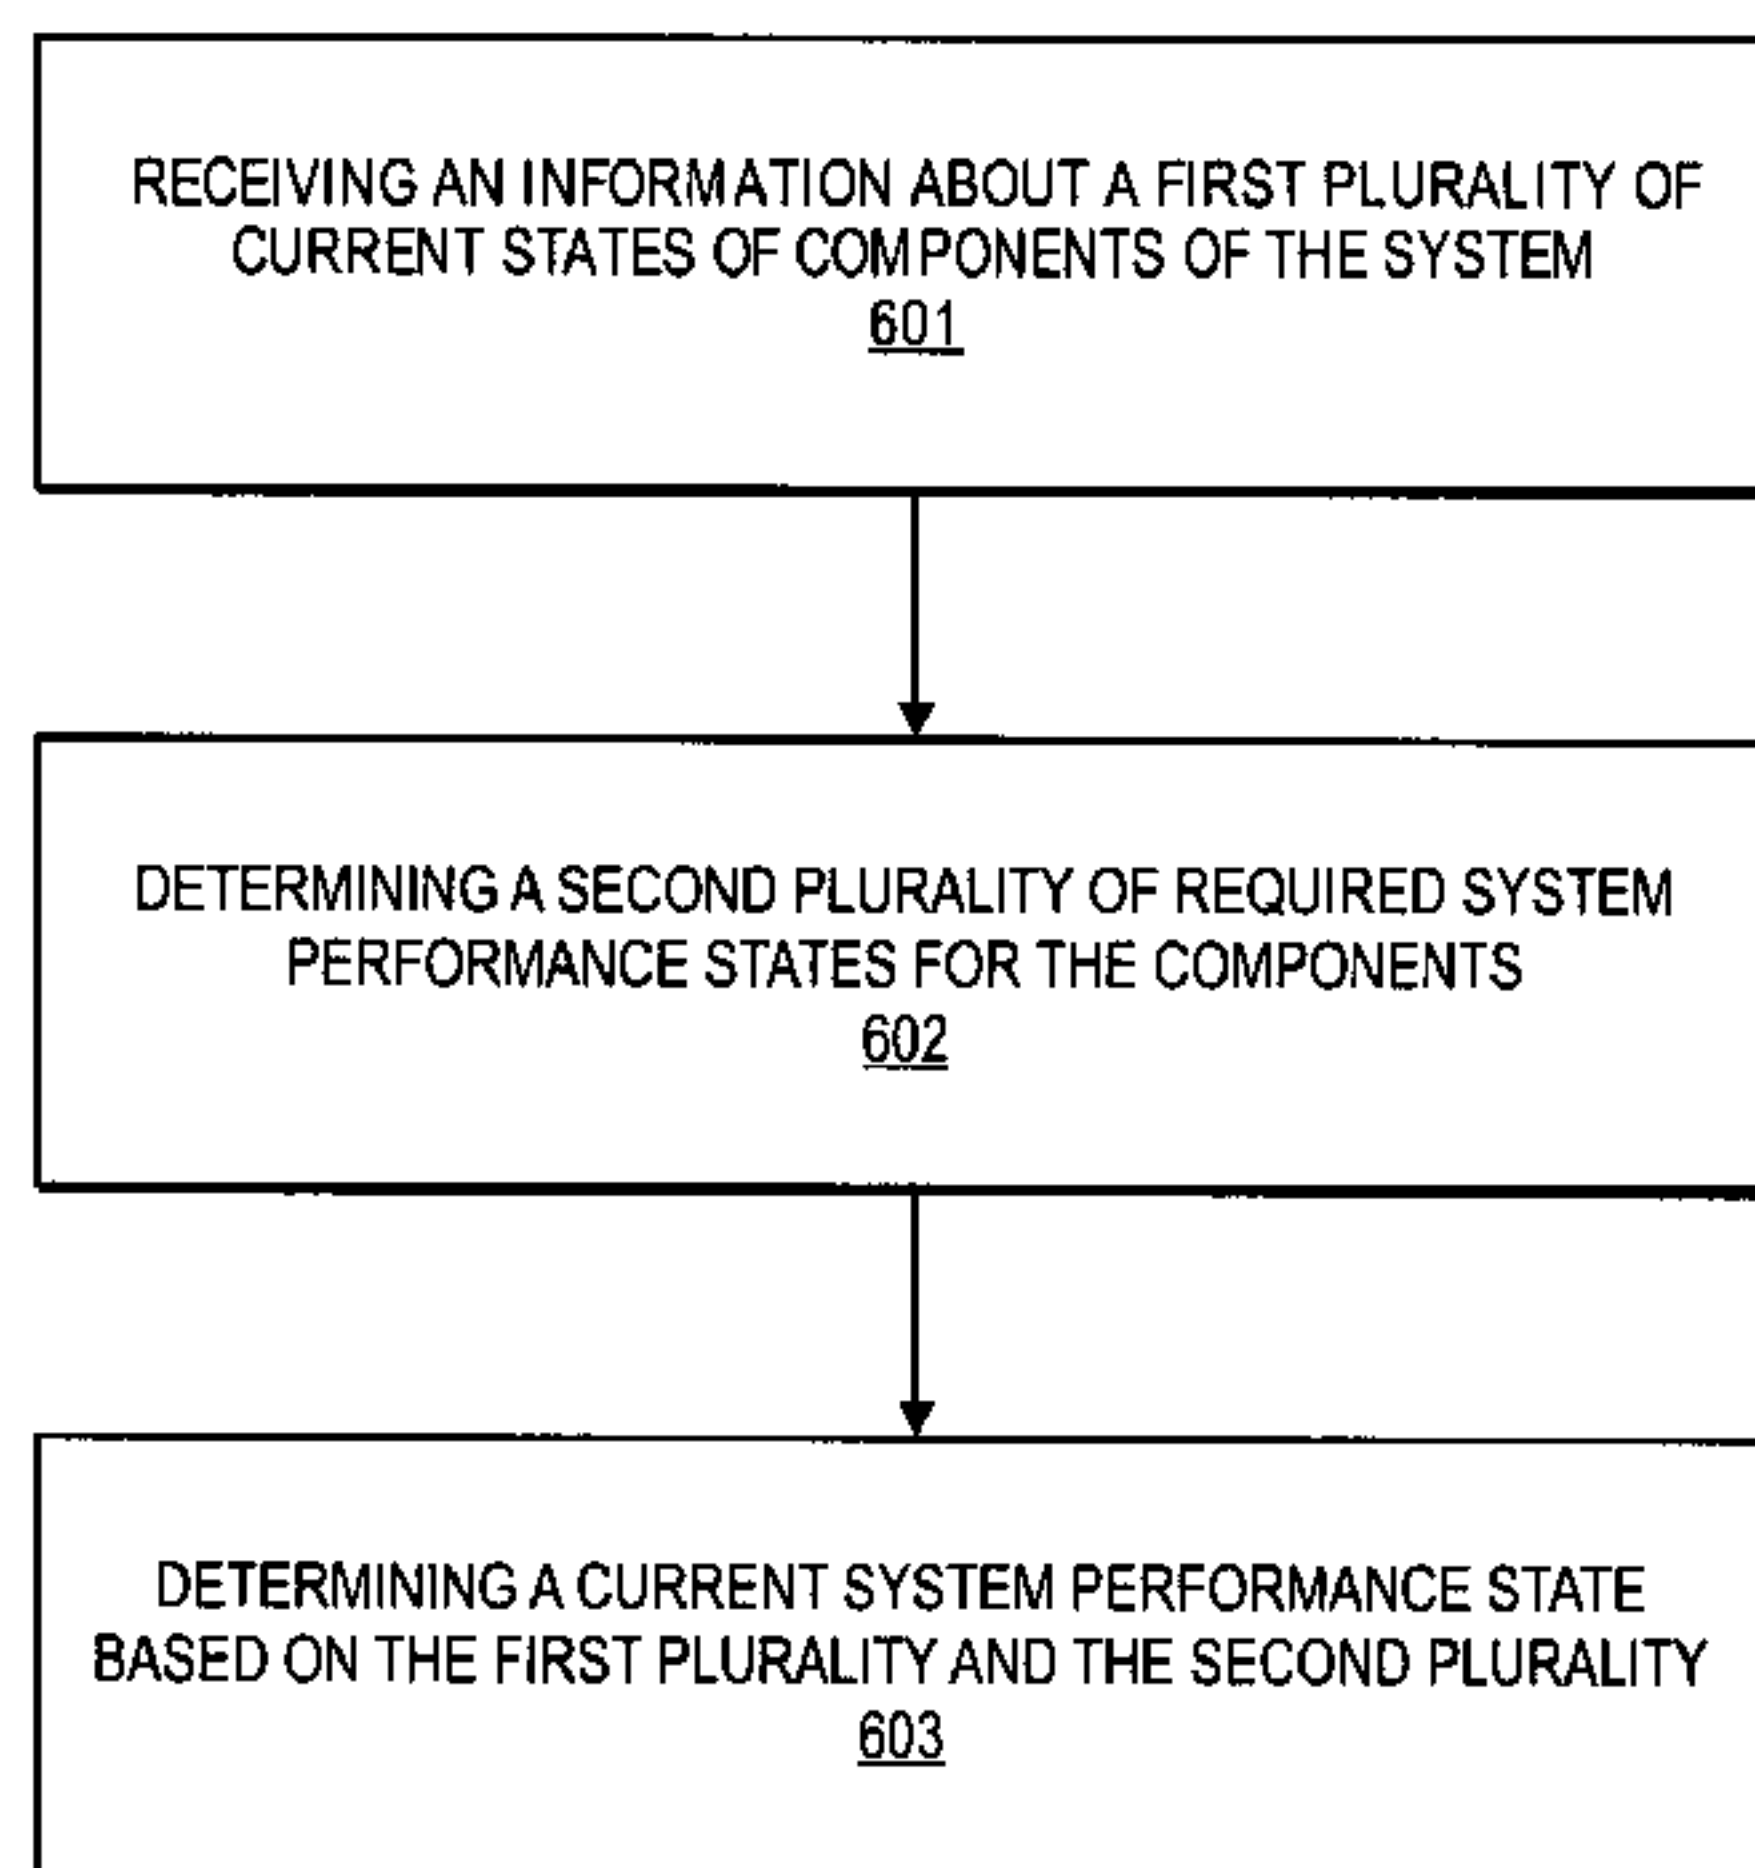 RECEIVING AN INFORMATION ABOUT A FIRST PLURALITY OF
CURRENT STATES OF COMPONENTS OF THE SYSTEM
601
DETERMINING A SECOND PLURALITY OF REQUIRED SYSTEM
PERFORMANCE STATES FOR THE COMPONENTS
602
DETERMINING A CURRENT SYSTEM PERFORMANCE STATE
BASED ON THE FIRST PLURALITY AND THE SECOND PLURALITY
603